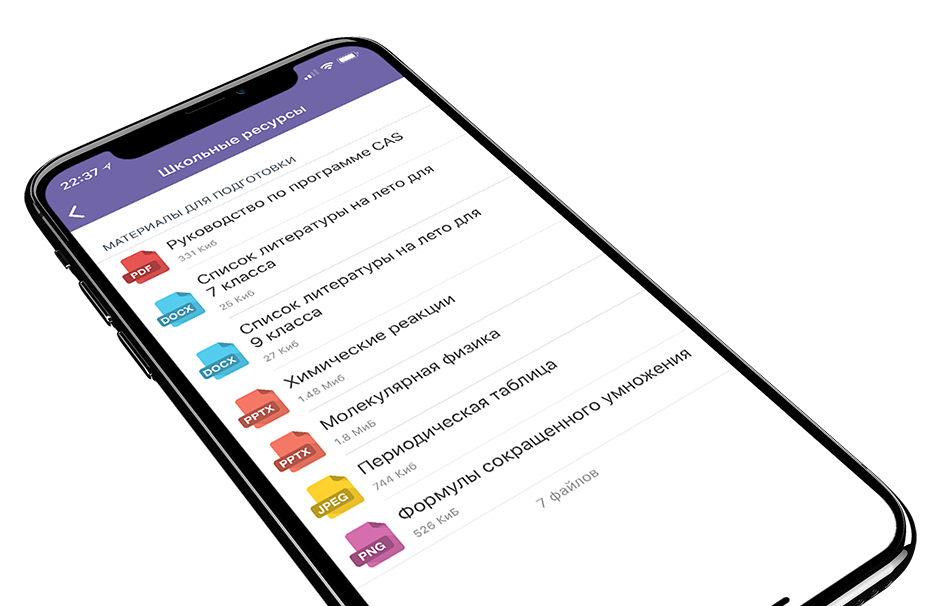 22:37
Школьные ресурсы
МАТЕРИАЛЫ ДЛЯ ПОДГОТОВКИ
PDF
Руководство по программе CAS
331 Киб
DOCX
Список литературы на лето для
7 класса
25 Киб
DOCX
Список литературы на лето для
9 класса
27 Киб
PPTX
Химические реакции
1.48 Миб
PPTX
Молекулярная физика
1.8 МиБ
JPEG
Периодическая таблица
744 Киб
PNG
Формулы сокращенного умножения
526 КиБ
7 файлов